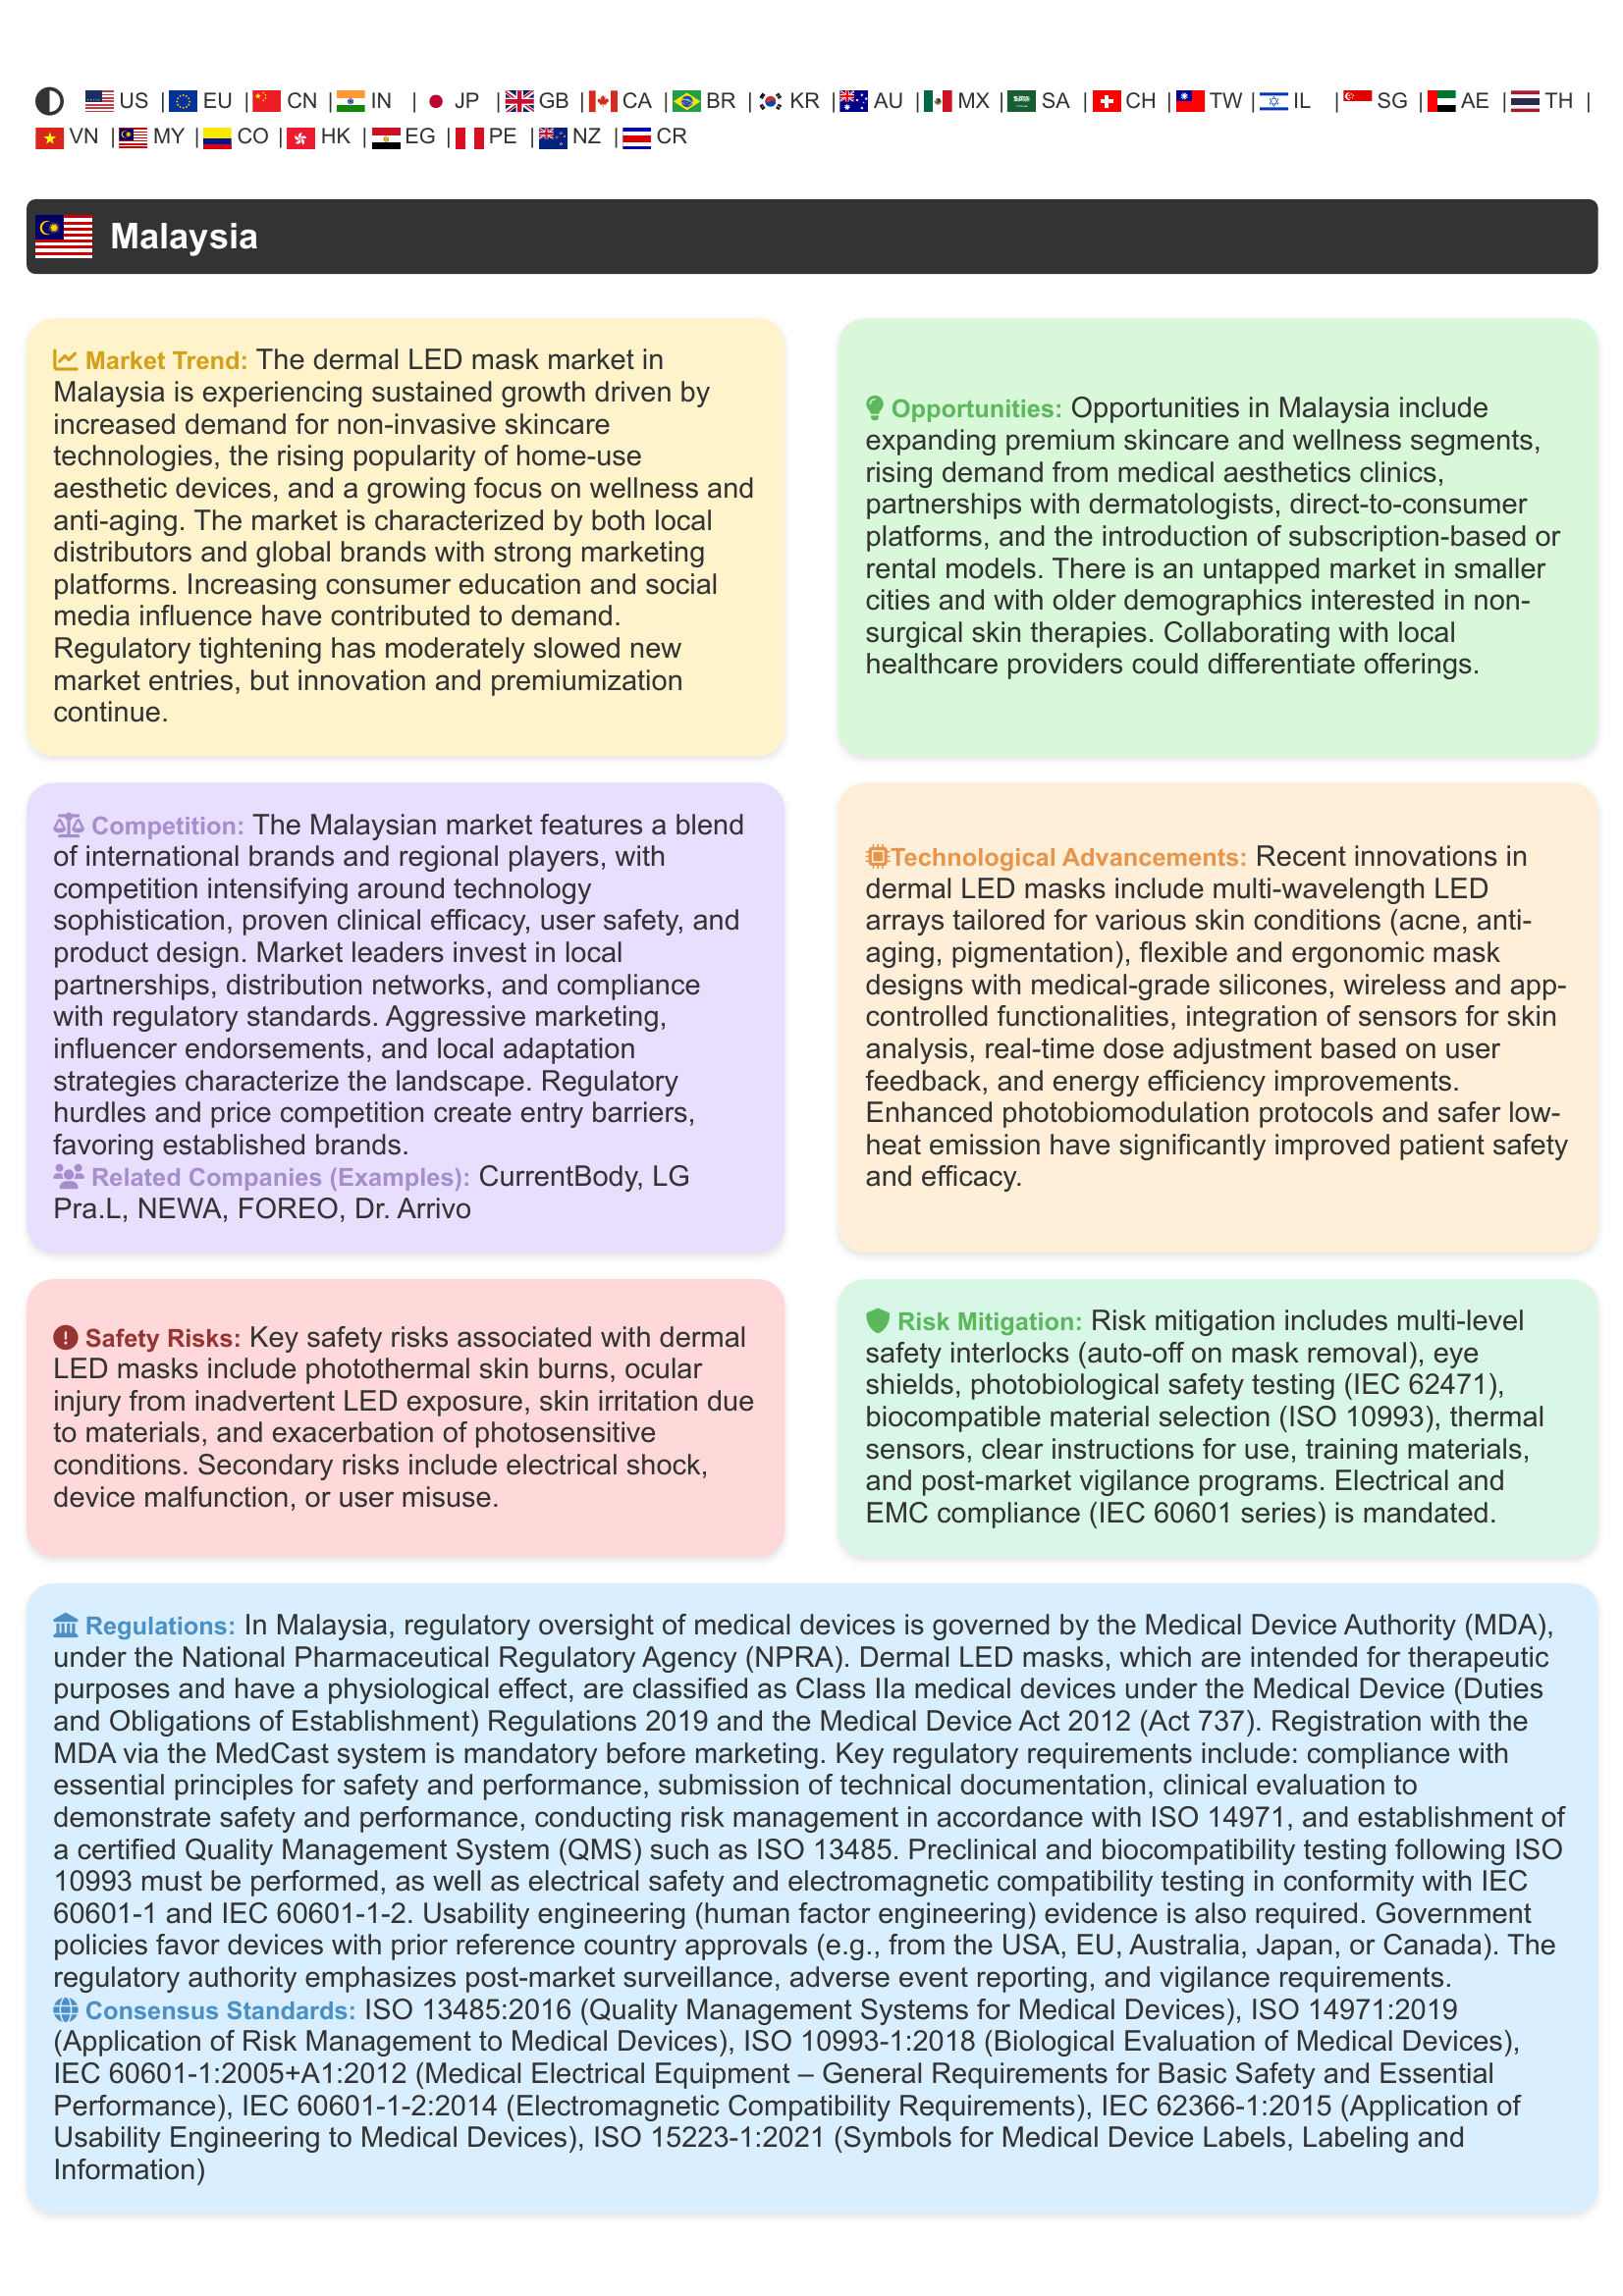 US | EU | CN | IN | JP | GB | CA | BR | KR | AU | MX | SA | CH | TW | IL | SG | AE | TH |
VN | MY | CO | HK | EG | PE | NZ | CR
Malaysia
Market Trend: The dermal LED mask market in
Malaysia is experiencing sustained growth driven by
increased demand for non-invasive skincare
technologies, the rising popularity of home-use
aesthetic devices, and a growing focus on wellness and
anti-aging. The market is characterized by both local
distributors and global brands with strong marketing
platforms. Increasing consumer education and social
media influence have contributed to demand.
Regulatory tightening has moderately slowed new
market entries, but innovation and premiumization
continue.
Opportunities: Opportunities in Malaysia include
expanding premium skincare and wellness segments,
rising demand from medical aesthetics clinics,
partnerships with dermatologists, direct-to-consumer
platforms, and the introduction of subscription-based or
rental models. There is an untapped market in smaller
cities and with older demographics interested in non-
surgical skin therapies. Collaborating with local
healthcare providers could differentiate offerings.
Competition: The Malaysian market features a blend
of international brands and regional players, with
competition intensifying around technology
sophistication, proven clinical efficacy, user safety, and
product design. Market leaders invest in local
partnerships, distribution networks, and compliance
with regulatory standards. Aggressive marketing,
influencer endorsements, and local adaptation
strategies characterize the landscape. Regulatory
hurdles and price competition create entry barriers,
favoring established brands.
Related Companies (Examples): CurrentBody, LG
Pra.L, NEWA, FOREO, Dr. Arrivo
Technological Advancements: Recent innovations in
dermal LED masks include multi-wavelength LED
arrays tailored for various skin conditions (acne, anti-
aging, pigmentation), flexible and ergonomic mask
designs with medical-grade silicones, wireless and app-
controlled functionalities, integration of sensors for skin
analysis, real-time dose adjustment based on user
feedback, and energy efficiency improvements.
Enhanced photobiomodulation protocols and safer low-
heat emission have significantly improved patient safety
and efficacy.
Safety Risks: Key safety risks associated with dermal
LED masks include photothermal skin burns, ocular
injury from inadvertent LED exposure, skin irritation due
to materials, and exacerbation of photosensitive
conditions. Secondary risks include electrical shock,
device malfunction, or user misuse.
Risk Mitigation: Risk mitigation includes multi-level
safety interlocks (auto-off on mask removal), eye
shields, photobiological safety testing (IEC 62471),
biocompatible material selection (ISO 10993), thermal
sensors, clear instructions for use, training materials,
and post-market vigilance programs. Electrical and
EMC compliance (IEC 60601 series) is mandated.
Regulations: In Malaysia, regulatory oversight of medical devices is governed by the Medical Device Authority (MDA),
under the National Pharmaceutical Regulatory Agency (NPRA). Dermal LED masks, which are intended for therapeutic
purposes and have a physiological effect, are classified as Class IIa medical devices under the Medical Device (Duties
and Obligations of Establishment) Regulations 2019 and the Medical Device Act 2012 (Act 737). Registration with the
MDA via the MedCast system is mandatory before marketing. Key regulatory requirements include: compliance with
essential principles for safety and performance, submission of technical documentation, clinical evaluation to
demonstrate safety and performance, conducting risk management in accordance with ISO 14971, and establishment of
a certified Quality Management System (QMS) such as ISO 13485. Preclinical and biocompatibility testing following ISO
10993 must be performed, as well as electrical safety and electromagnetic compatibility testing in conformity with IEC
60601-1 and IEC 60601-1-2. Usability engineering (human factor engineering) evidence is also required. Government
policies favor devices with prior reference country approvals (e.g., from the USA, EU, Australia, Japan, or Canada). The
regulatory authority emphasizes post-market surveillance, adverse event reporting, and vigilance requirements.
Consensus Standards: ISO 13485:2016 (Quality Management Systems for Medical Devices), ISO 14971:2019
(Application of Risk Management to Medical Devices), ISO 10993-1:2018 (Biological Evaluation of Medical Devices),
IEC 60601-1:2005+A1:2012 (Medical Electrical Equipment – General Requirements for Basic Safety and Essential
Performance), IEC 60601-1-2:2014 (Electromagnetic Compatibility Requirements), IEC 62366-1:2015 (Application of
Usability Engineering to Medical Devices), ISO 15223-1:2021 (Symbols for Medical Device Labels, Labeling and
Information)